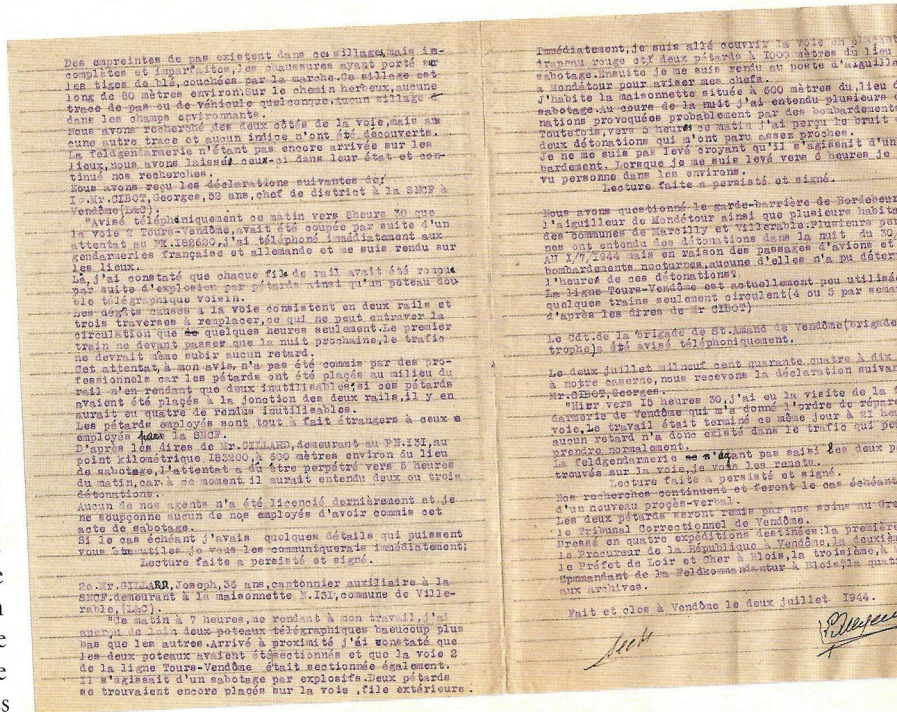 Des empreintes de pas existent dans ce sillage,mais in-
complètes et imparfaites,les chaussures ayant porté sur
les tiges de blé,couchées par la marche.Ce sillage est
long de 80 mètres environ.Sur le chemin herbeux,aucune
trace de pas ou de véhicule quelconque,aucun sillage
dans les champs environnants.
Nous avons recherché des deux côtés de la voie,mais au
cune autre trace et aucun indice n'ont été découverts.
La feldgendarmerie n'étant pas encore arrivée sur les
lieux,nous avons laissé ceux-ci dans leur état et con-
tinué nos recherches.
Nous avons reçu les déclarations suivantes de:
Io.Mr.CIBOT,Georges,52 ans,chef de district à la SNCF à
Vendôme(L&C).
"Avisé téléphoniquement ce matin vers 8heurs 30 que
la voie 2 Tours-Vendôme,avait été coupée par suite d'un
attentat au PK.I82620,j'ai téléphoné immédiatement aux
gendarmeries française et allemande et me suis rendu sur
les lieux.
Là,j'ai constaté que chaque file de rail avait été rompue
par suite d'explosion par pétards ainsi qu'un poteau dou-
ble télégraphique voisin.
Les dégâts causés à la voie consistent en deux rails et
trois traverses à remplacer,ce qui ne peut entraver la
circulation que quelques heures seulement.Le premier
train ne devant passer que la nuit prochaine,le trafic
ne devrait même subir aucun retard.
Cet attentat,à mon avis,n'a pas été commis par des pro-
fessionnels car les pétards ont été placés au milieu du
rail n'en rendant que deux inutilisables;si ces pétards
avaient été placés à la jonction des deux rails,il y en
aurait eu quatre de rendus inutilisables.
Les pétards employés sont tout à fait étrangers à ceux
employés par la SNCF.
D'après les dires de Mr.GILLARD,demeurant au PN.I31,au
point kilométrique I83200,à 600 mètres environ du lieu
de sabotage,l'attentat a dû être perpétré vers 5 heures
du matin,car à ce moment il aurait entendu deux ou trois
détonations.
Aucun de nos agents n'a été licencié dernièrement et je
ne soupçonne aucun de nos employés d'avoir commis cet
acte de sabotage.
Si le cas échéant j'avais quelques détails qui puissent
vous être utiles je vous les communiquerais immédiatement;
Lecture faite a persisté et signé.
2o.Mr.GILLARD,Joseph,36 ans,cantonnier auxiliaire à la
SNCF.demeurant à la maisonnette N.I31,commune de Ville-
rable,(L&C).
"Ce matin à 7 heures,me rendant à mon travail,j'ai
aperçu de loin deux poteaux télégraphiques beaucoup plus
bas que les autres.Arrivé à proximité j'ai constaté que
les deux poteaux avaient été sectionnés et que la voie 2
de la ligne Tours-Vendôme était sectionnée également.
Il s'agissait d'un sabotage par explosifs.Deux pétards
se trouvaient encore placés sur la voie ,file extérieure.
Immédiatement,je suis allé couvrir la voie en plaçant
drapeau rouge et deux pétards à 1000 mètres du lieu
sabotage.Ensuite je me suis rendu au poste d'aiguilla
à Mondétour pour aviser mes chefs.
J'habite la maisonnette située à 600 mètres du lieu d
sabotage.Au cours de la nuit j'ai entendu plusieurs
nations provoquées probablement par des bombardement
Toutefois,vers 5 heures ce matin j'ai perçu le bruit
deux détonations qui m'ont paru assez proches.
Je ne me suis pas levé croyant qu'il s'agissait d'un
bardement. Lorsque je me suis levé vers 6 heures je
vu personne dans les environs.
Lecture faite a persisté et signé.
Nous avons questionné le garde-barrière de Bordebeur
l'aiguilleur de Mondétour ainsi que plusieurs habita
des communes de Marcilly et Villerable.Plusieurs per
nes ont entendu des détonations dans la nuit du 30
AU 1/7/1944 mais en raison des passages d'avions et
bombardements nocturnes,aucune d'elles n'a pu déter
l'heure de ces détonations.
La ligne Tours-Vendôme est actuellement peu utilisée
quelques trains seulement circulent(4 ou 5 par semai
d'après les dires de Mr CIBOT)
Le Cdt.de la brigade de St.Amand de Vendôme(brigade
trophe)a été avisé téléphoniquement.
Le deux juillet mil neuf cent quarante quatre à dix
à notre caserne,nous recevons la déclaration suivan
Mr.CIBOT,Georges.
"Hier vers 15 heures 30,j'ai eu la visite de la f
darmerie de Vendôme qui m'a donné l'ordre de répare
voie.Le travail était terminé ce même jour à 21 heu
aucun retard n'a donc existé dans le trafic qui peu
prendre normalement.
La feldgendarmerie n'ayant pas saisi les deux p
trouvés sur la voie,je vous les remets.
Lecture faite a persisté et signé.
Nos recherches continuent et feront le cas échéant
d'un nouveau procès-verbal.
Les deux pétards seront remis par nos soins au Gre
le Tribunal Correctionnel de Vendôme.
Dressé en quatre expéditions destinées:la première
le Procureur de la République à Vendôme,la deuxième
le Préfet de Loir et Cher à Blois,la troisième,à
Commandant de la Feldkommandantur à Blois,la quat
aux archives.
Fait et clos à Vendôme le deux juillet 1944.